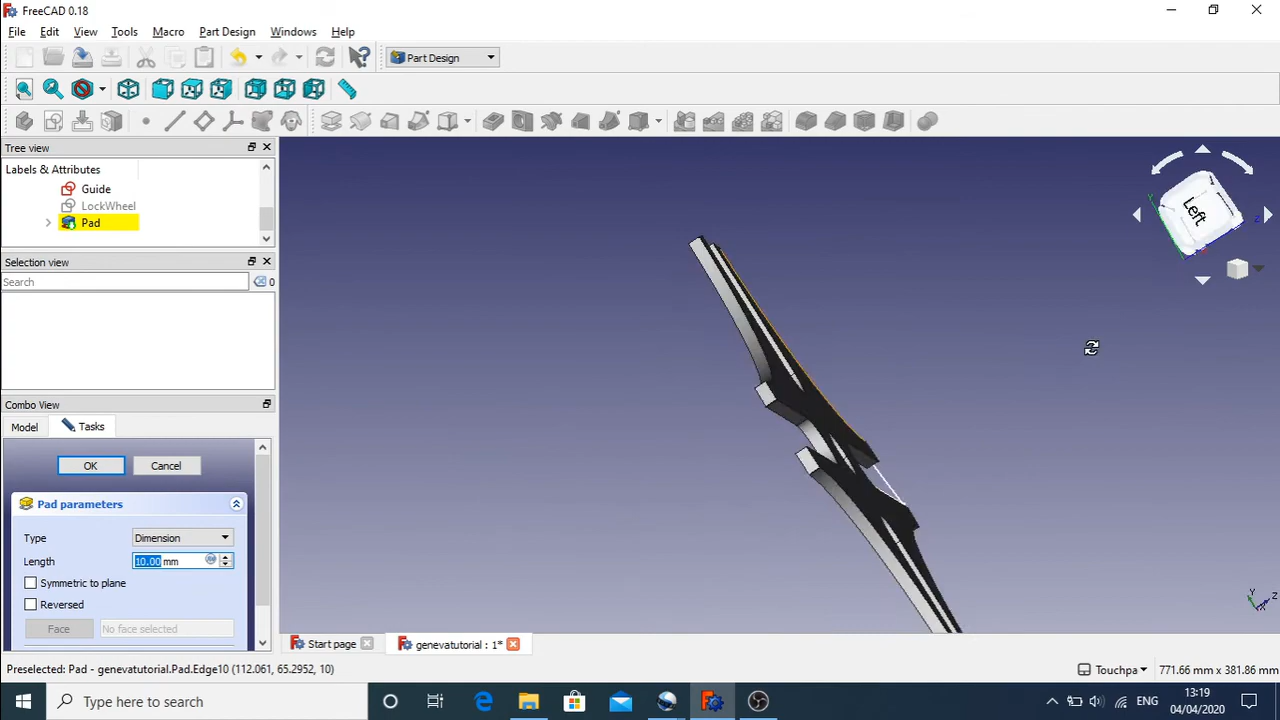 FreeCAD 0.18
File Edit View Tools Macro Part Design Windows Help
Part Design
Tree view
Labels & Attributes
Guide
LockWheel
Pad
Selection view
Search
0
Combo View
Model
Tasks
OK
Cancel
Pad parameters
Type
Dimension
Length
10.00 mm
Symmetric to plane
Reversed
Face
No face selected
Left
Y
Z
Y
Z
Start page
genevatutorial : 1*
Preselected: Pad - genevatutorial.Pad.Edge10 (112.061, 65.2952, 10)
Touchpa
771.66 mm x 381.86 mm
Type here to search
ENG
13:19
04/04/2020